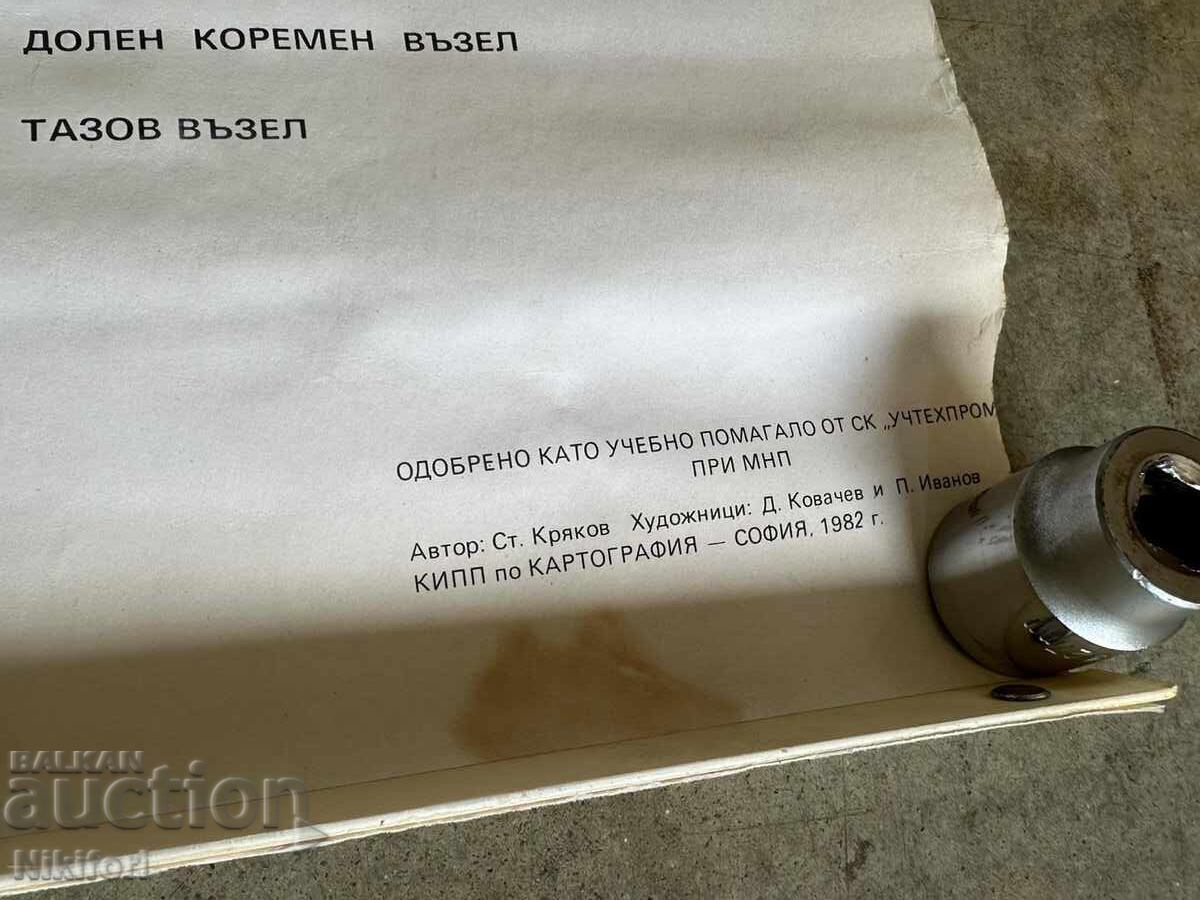 ДОЛЕН КОРЕМЕН ВЪЗЕЛ
ТАЗОВ ВЪЗЕЛ
ОДОБРЕНО КАТО УЧЕБНО ПОМАГАЛО ОТ СК „УЧТЕХПРОМ
ПРИ МНП
Автор: Ст. Кряков Художници: Д. Ковачев и П. Иванов
КИПП по КАРТОГРАФИЯ — СОФИЯ, 1982 г.
BALKAN
auction
Nikifor1